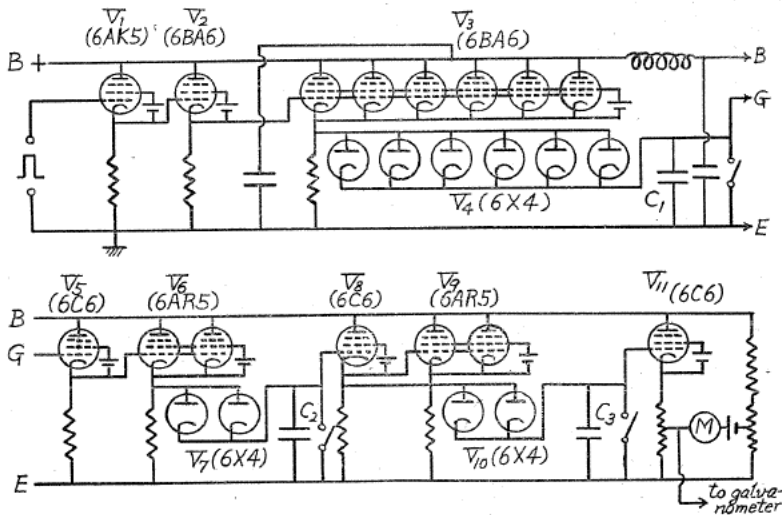 V1 V2 V3
(6AK5) (6BA6) (6BA6)
B + B
G
V4 (6X4) C1
E
V5 V6 V8 V9 V11 (6C6)
(6C6) (6AR5) (6C6) (6AR5)
B
G
C2 C3 M
V7 (6X4) V10 (6X4)
E to galva-
nometer